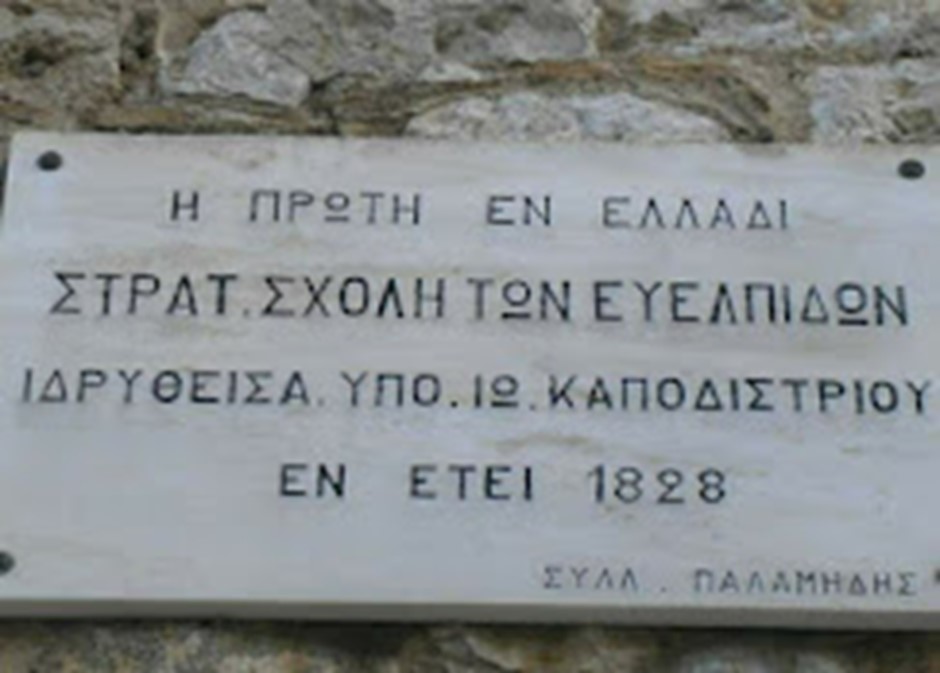 Η ΠΡΩΤΗ ΕΝ ΕΛΛΑΔΙ
ΣΤΡΑΤ. ΣΧΟΛΗ ΤΩΝ ΕΥΕΛΠΙΔΩΝ
ΙΔΡΥΘΕΙΣΑ. ΥΠΟ. ΙΩ. ΚΑΠΟΔΙΣΤΡΙΟΥ
ΕΝ ΕΤΕΙ 1828
ΣΥΛΛ. ΠΑΛΑΜΗΔΗΣ